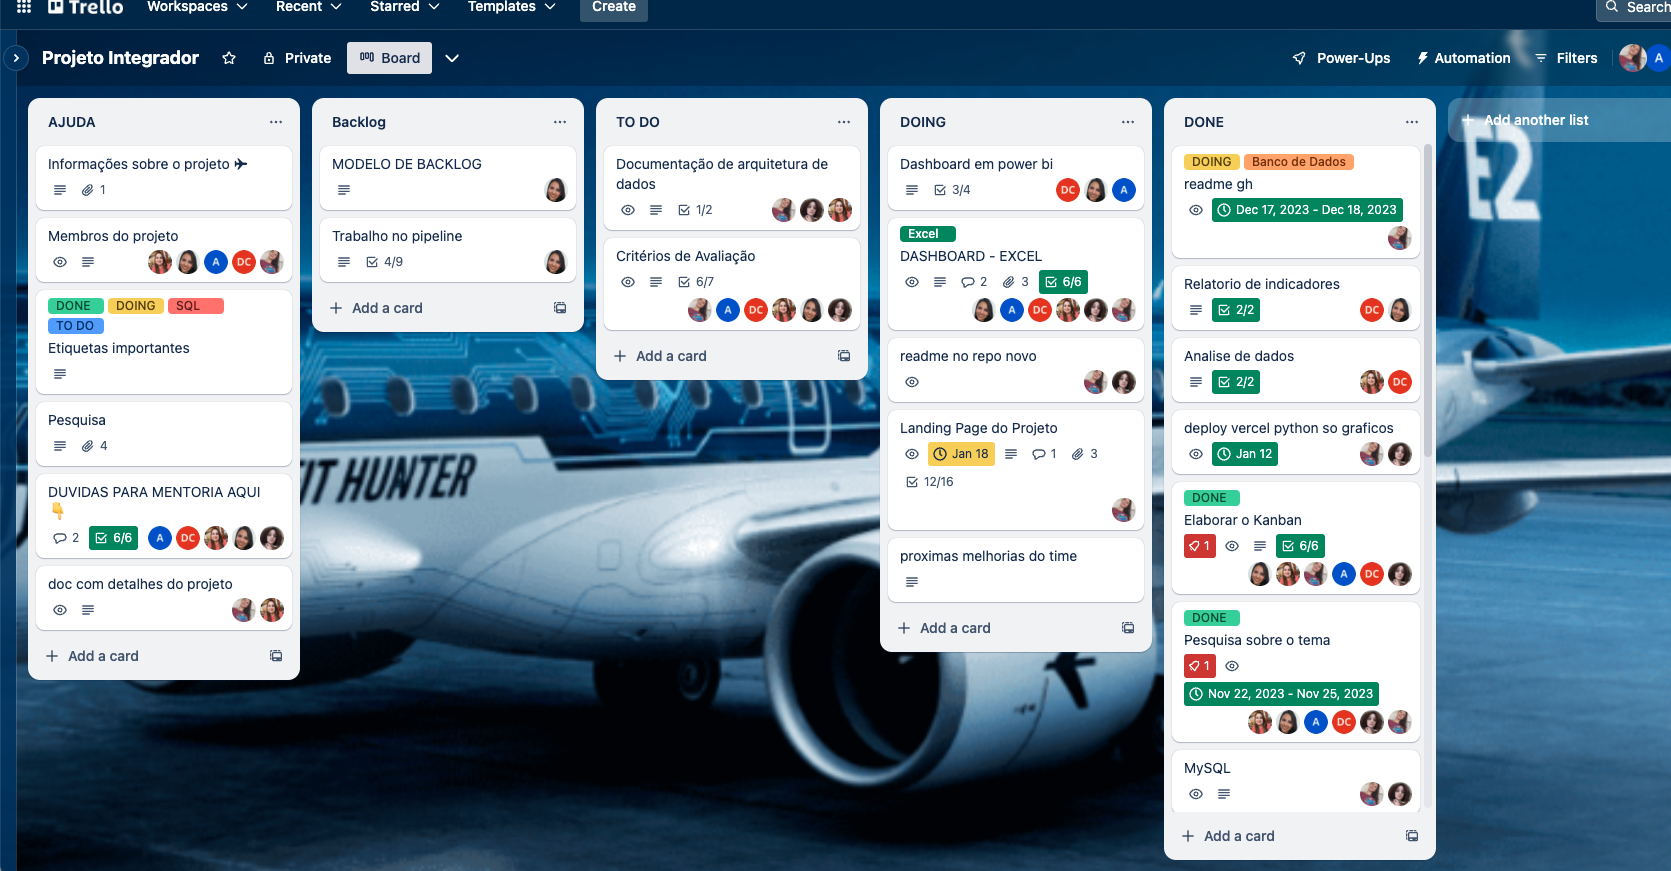 Trello
Workspaces
Recent
Starred
Templates
Create
Search
Projeto Integrador
Private
Board
Power-Ups
Automation
Filters
A
AJUDA
Informações sobre o projeto ✈
1
Membros do projeto
A DC
DONE DOING SQL
TO DO
Etiquetas importantes
Pesquisa
4
DUVIDAS PARA MENTORIA AQUI
👇
2 6/6 A DC
doc com detalhes do projeto
+ Add a card
Backlog
MODELO DE BACKLOG
Trabalho no pipeline
4/9
+ Add a card
TO DO
Documentação de arquitetura de
dados
1/2
Critérios de Avaliação
6/7
A DC
+ Add a card
DOING
Dashboard em power bi
3/4 DC A
Excel
DASHBOARD - EXCEL
2 3 6/6
A DC
readme no repo novo
Landing Page do Projeto
Jan 18 1 3
12/16
proximas melhorias do time
+ Add a card
DONE
DOING Banco de Dados
readme gh
Dec 17, 2023 - Dec 18, 2023
Relatorio de indicadores
2/2 DC
Analise de dados
2/2 DC
deploy vercel python so graficos
Jan 12
DONE
Elaborar o Kanban
1 6/6
A DC
DONE
Pesquisa sobre o tema
1
Nov 22, 2023 - Nov 25, 2023
A DC
MySQL
+ Add a card
+ Add another list
E2
IT HUNTER